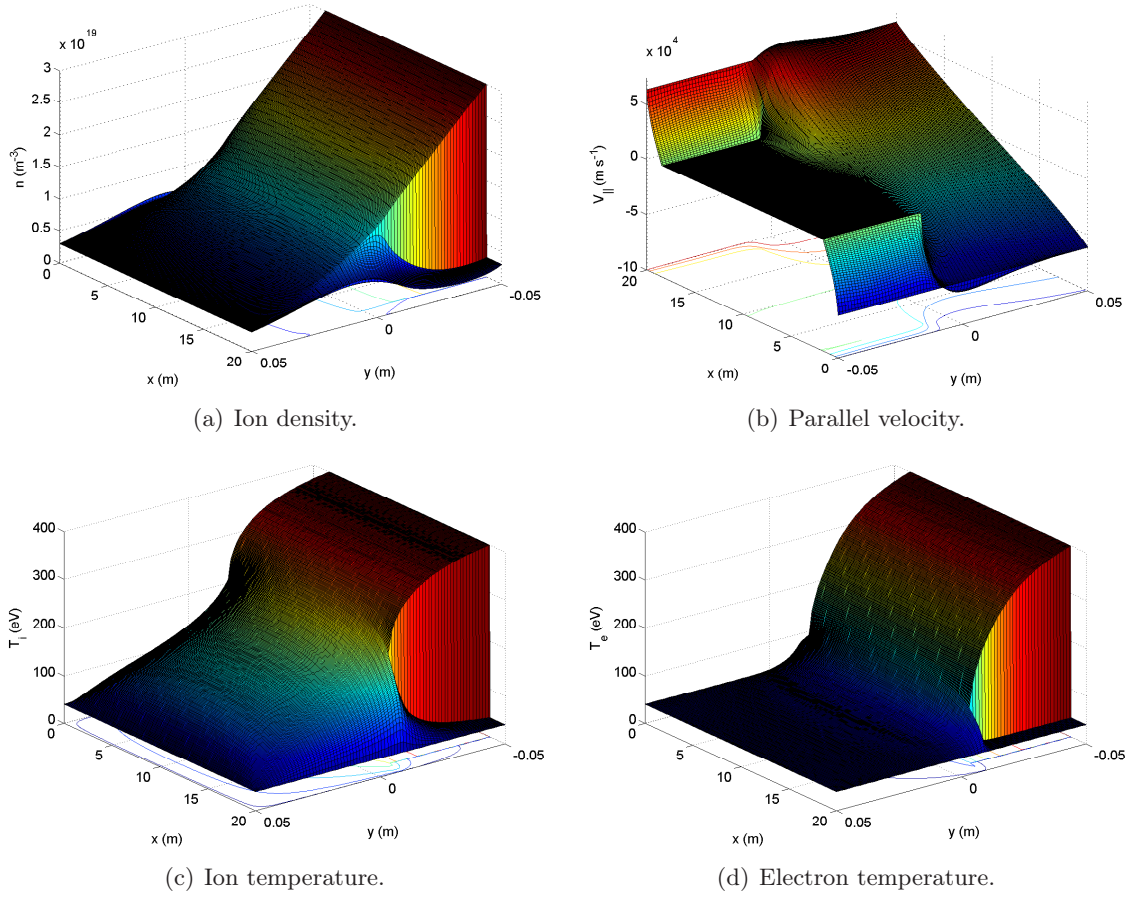 x 10^19
3
2.5
2
1.5
1
0.5
0
n (m^-3)
0
5
10
15
20
x (m)
0.05
0
-0.05
y (m)
(a) Ion density.
x 10^4
5
0
-5
-10
V_|| (m s^-1)
20
15
10
5
0
x (m)
-0.05
0
0.05
y (m)
(b) Parallel velocity.
400
300
200
100
0
T_i (eV)
0
5
10
15
20
x (m)
0.05
0
-0.05
y (m)
(c) Ion temperature.
400
300
200
100
0
T_e (eV)
0
5
10
15
20
x (m)
0.05
0
-0.05
y (m)
(d) Electron temperature.